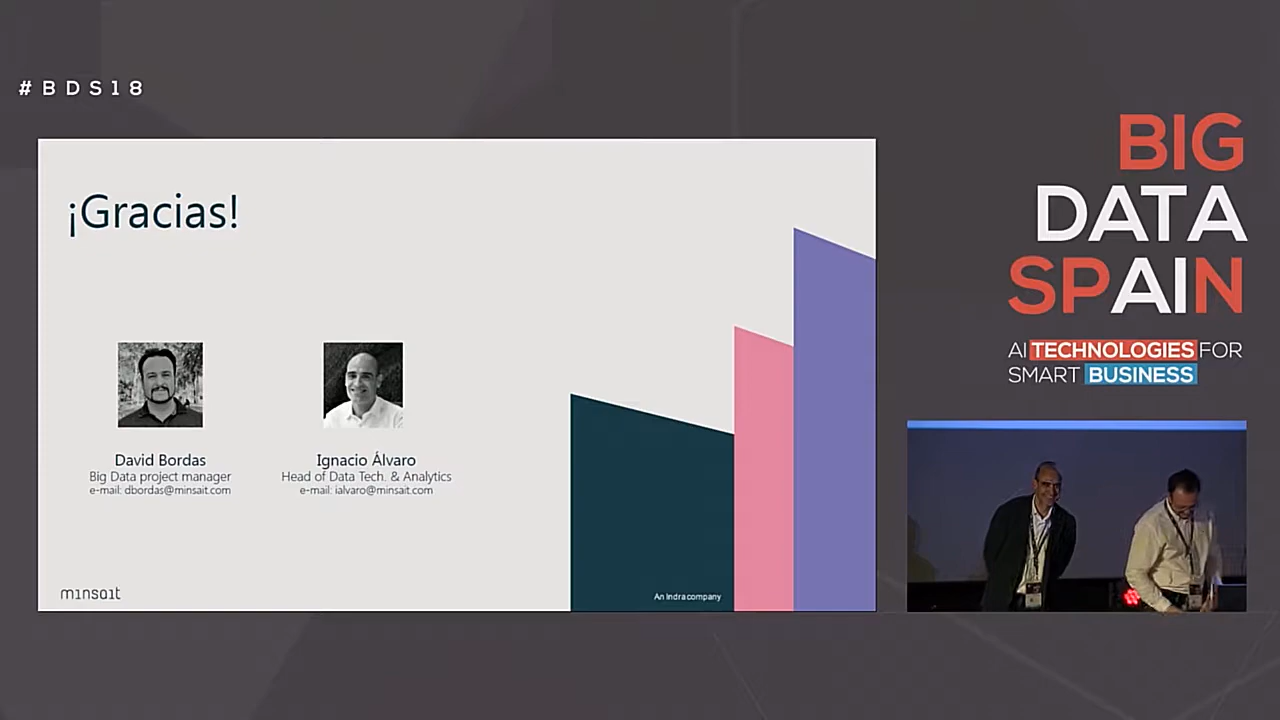 #BDS18
¡Gracias!
David Bordas
Big Data project manager
e-mail: dbordas@minsait.com
Ignacio Álvaro
Head of Data Tech. & Analytics
e-mail: ialvaro@minsait.com
minsait
An Indra company
BIG
DATA
SPAIN
AI TECHNOLOGIES FOR
SMART BUSINESS